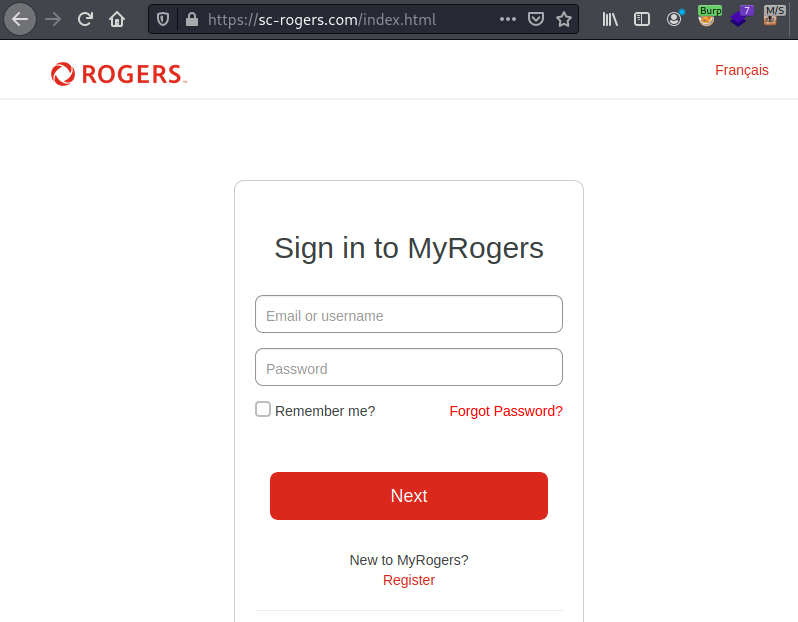 https://sc-rogers.com/index.html
Burp
7
M/S
ROGERS™
Français
Sign in to MyRogers
Email or username
Password
Remember me? Forgot Password?
Next
New to MyRogers?
Register